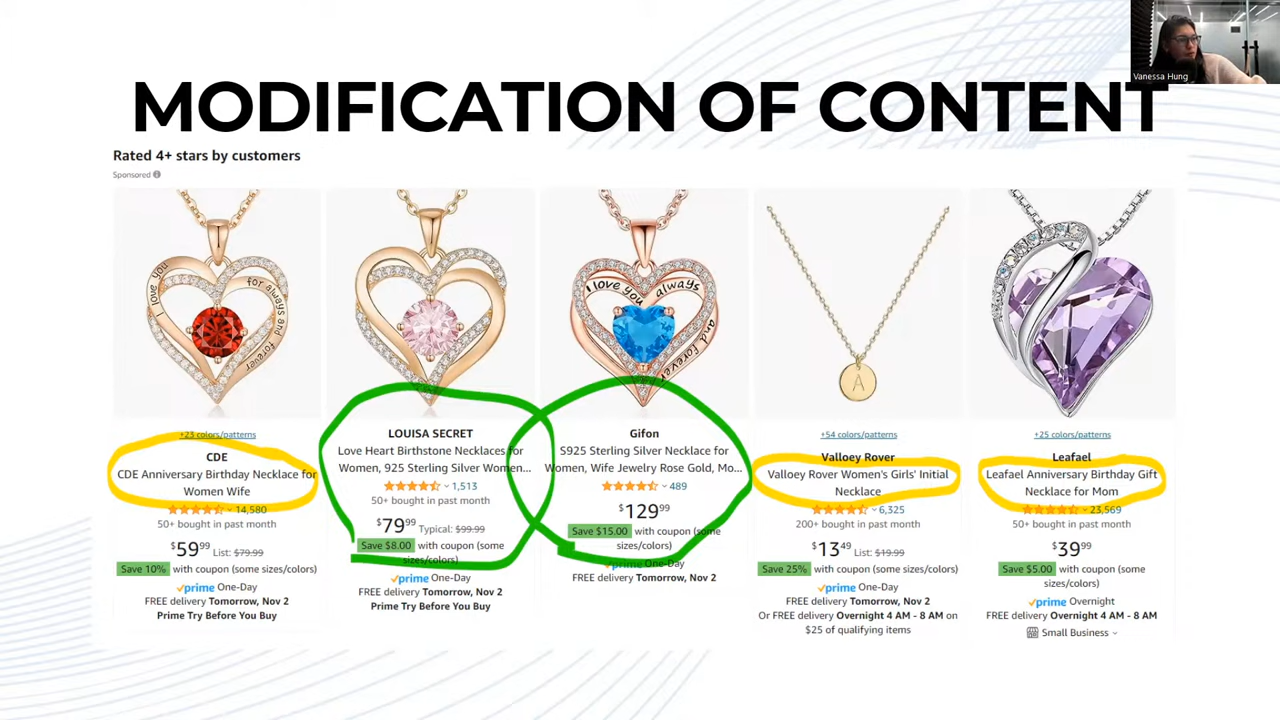 Vanessa Hung
MODIFICATION OF CONTENT
Rated 4+ stars by customers
Sponsored
I love you
for always and
forever
I love you
always
and forever
A
+23 colors/patterns
CDE
CDE Anniversary Birthday Necklace for
Women Wife
14,580
50+ bought in past month
$59⁹⁹ List: $79.99
Save 10% with coupon (some sizes/colors)
prime One-Day
FREE delivery Tomorrow, Nov 2
Prime Try Before You Buy
LOUISA SECRET
Love Heart Birthstone Necklaces for
Women, 925 Sterling Silver Women...
1,513
50+ bought in past month
$79⁹⁹ Typical: $99.99
Save $8.00 with coupon (some
sizes/colors)
prime One-Day
FREE delivery Tomorrow, Nov 2
Prime Try Before You Buy
Gifon
S925 Sterling Silver Necklace for
Women, Wife Jewelry Rose Gold, Mo...
489
$129⁹⁹
Save $15.00 with coupon (some
sizes/colors)
prime One-Day
FREE delivery Tomorrow, Nov 2
+54 colors/patterns
Valloey Rover
Valloey Rover Women's Girls' Initial
Necklace
6,325
200+ bought in past month
$13⁴⁹ List: $19.99
Save 25% with coupon (some sizes/colors)
prime One-Day
FREE delivery Tomorrow, Nov 2
Or FREE delivery Overnight 4 AM - 8 AM on
$25 of qualifying items
+25 colors/patterns
Leafael
Leafael Anniversary Birthday Gift
Necklace for Mom
23,569
50+ bought in past month
$39⁹⁹
Save $5.00 with coupon (some
sizes/colors)
prime Overnight
FREE delivery Overnight 4 AM - 8 AM
Small Business